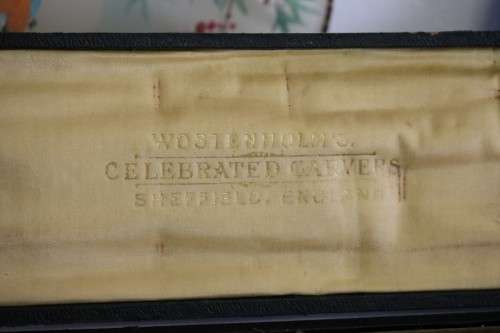 WOSTENHOLM'S.
CELEBRATED CARVERS
SHEFFIELD, ENGLAND